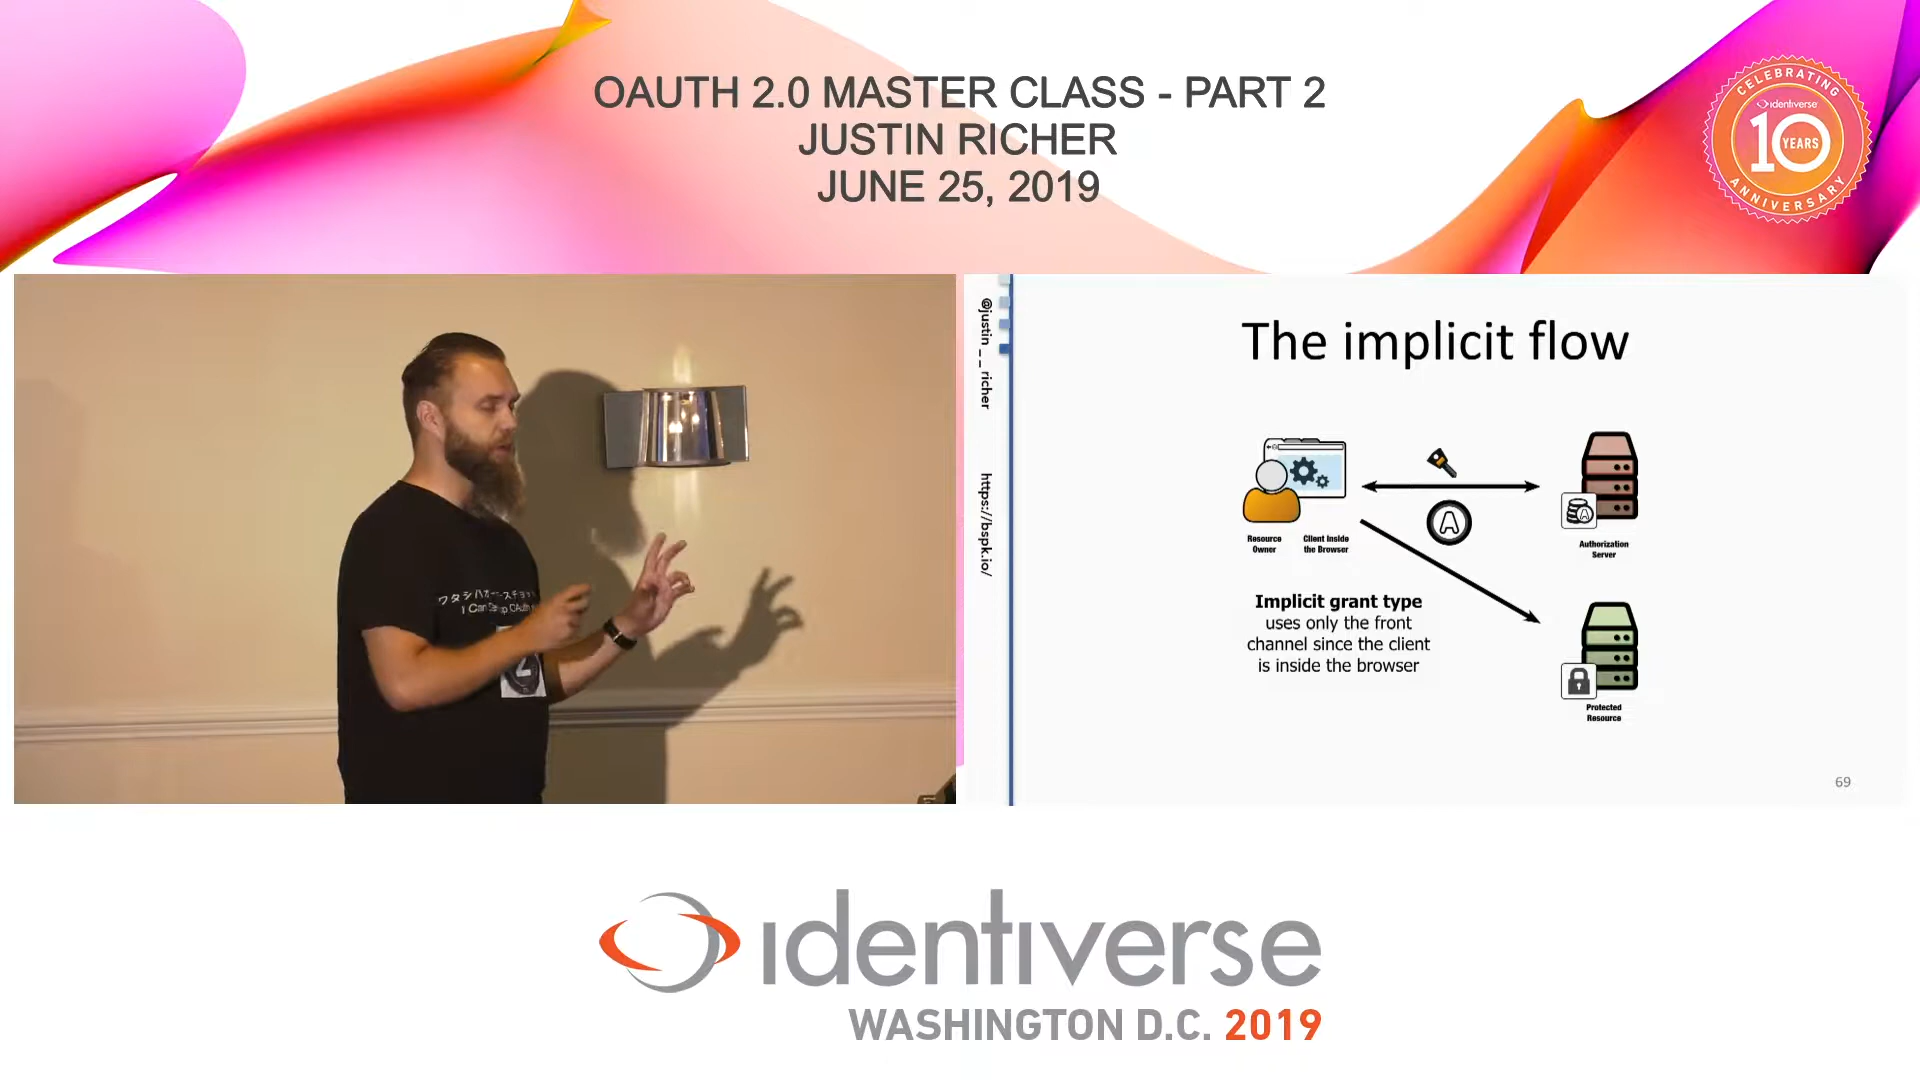 OAUTH 2.0 MASTER CLASS - PART 2
JUSTIN RICHER
JUNE 25, 2019
CELEBRATING
identiverse
10
YEARS
ANNIVERSARY
I Can
@justin__richer
https://bspk.io/
The implicit flow
A
A
Resource
Owner
Client Inside
the Browser
Authorization
Server
Implicit grant type
uses only the front
channel since the client
is inside the browser
Protected
Resource
69
identiverse
WASHINGTON D.C. 2019